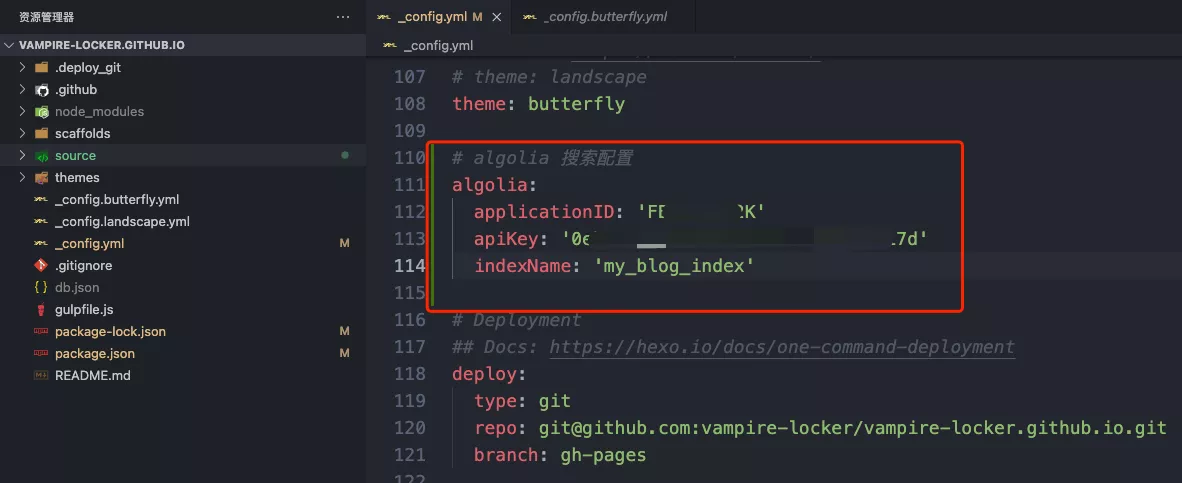 资源管理器 ...
VAMPIRE-LOCKER.GITHUB.IO
.deploy_git
.github
node_modules
scaffolds
source
themes
_config.butterfly.yml
_config.landscape.yml
_config.yml M
.gitignore
db.json
gulpfile.js
package-lock.json M
package.json M
README.md
_config.yml M
_config.butterfly.yml
_config.yml
107 # theme: landscape
108 theme: butterfly
109
110 # algolia 搜索配置
111 algolia:
112 applicationID: 'F K'
113 apiKey: '0e 7d'
114 indexName: 'my_blog_index'
115
116 # Deployment
117 ## Docs: https://hexo.io/docs/one-command-deployment
118 deploy:
119 type: git
120 repo: git@github.com:vampire-locker/vampire-locker.github.io.git
121 branch: gh-pages